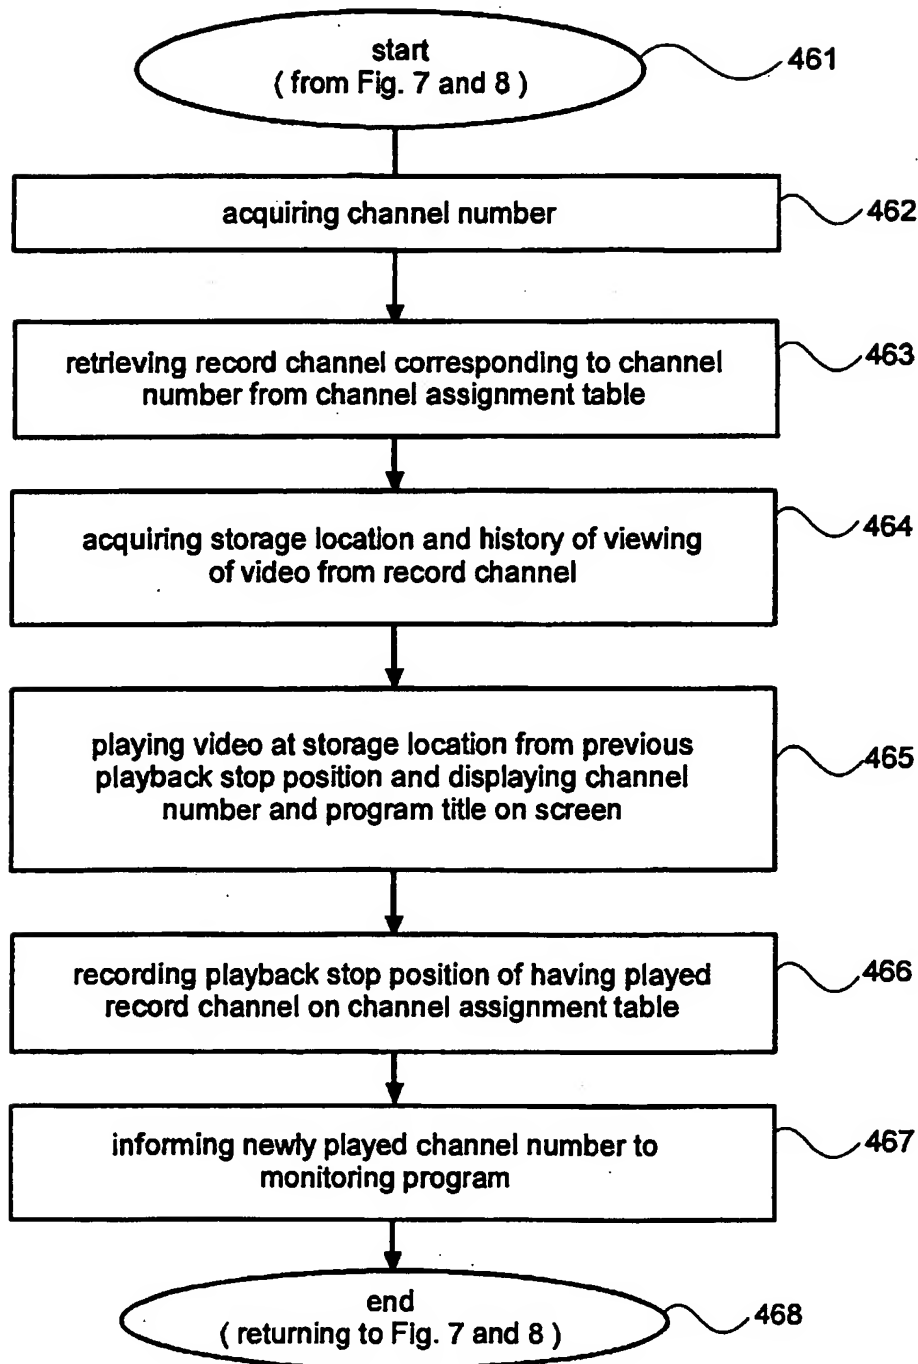 start
( from Fig. 7 and 8 )
461
acquiring channel number
462
retrieving record channel corresponding to channel
number from channel assignment table
463
acquiring storage location and history of viewing
of video from record channel
464
playing video at storage location from previous
playback stop position and displaying channel
number and program title on screen
465
recording playback stop position of having played
record channel on channel assignment table
466
informing newly played channel number to
monitoring program
467
end
( returning to Fig. 7 and 8 )
468